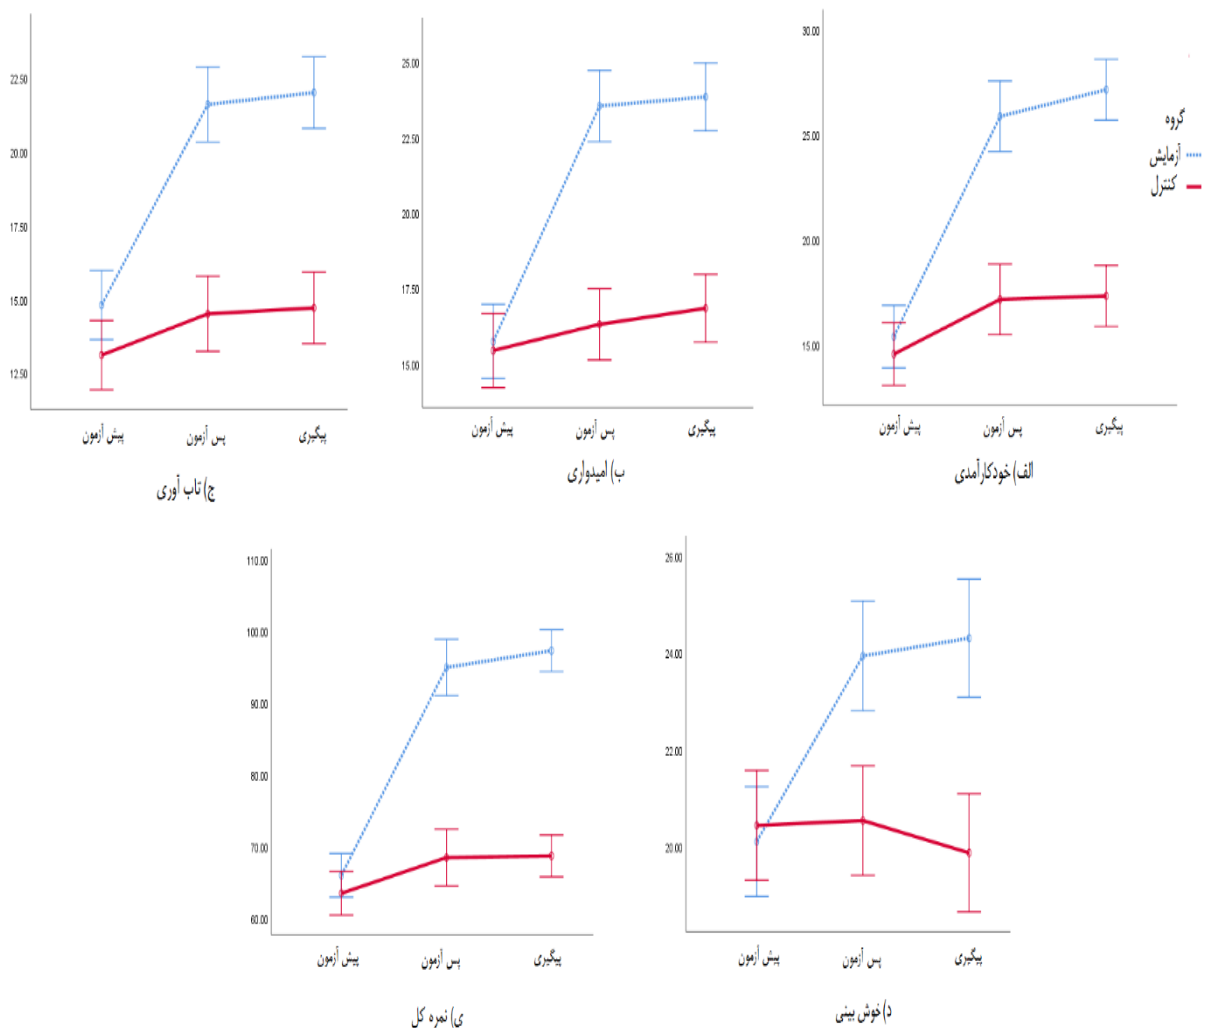 30.00
25.00
20.00
15.00
پیش آزمون
پس آزمون
پیگیری
الف) خودکارآمدی
گروه
آزمایش
کنترل
25.00
22.50
20.00
17.50
15.00
پیش آزمون
پس آزمون
پیگیری
ب) امیدواری
22.50
20.00
17.50
15.00
12.50
پیش آزمون
پس آزمون
پیگیری
ج) تاب آوری
26.00
24.00
22.00
20.00
پیش آزمون
پس آزمون
پیگیری
د) خوش بینی
110.00
100.00
90.00
80.00
70.00
60.00
پیش آزمون
پس آزمون
پیگیری
ی) نمره کل